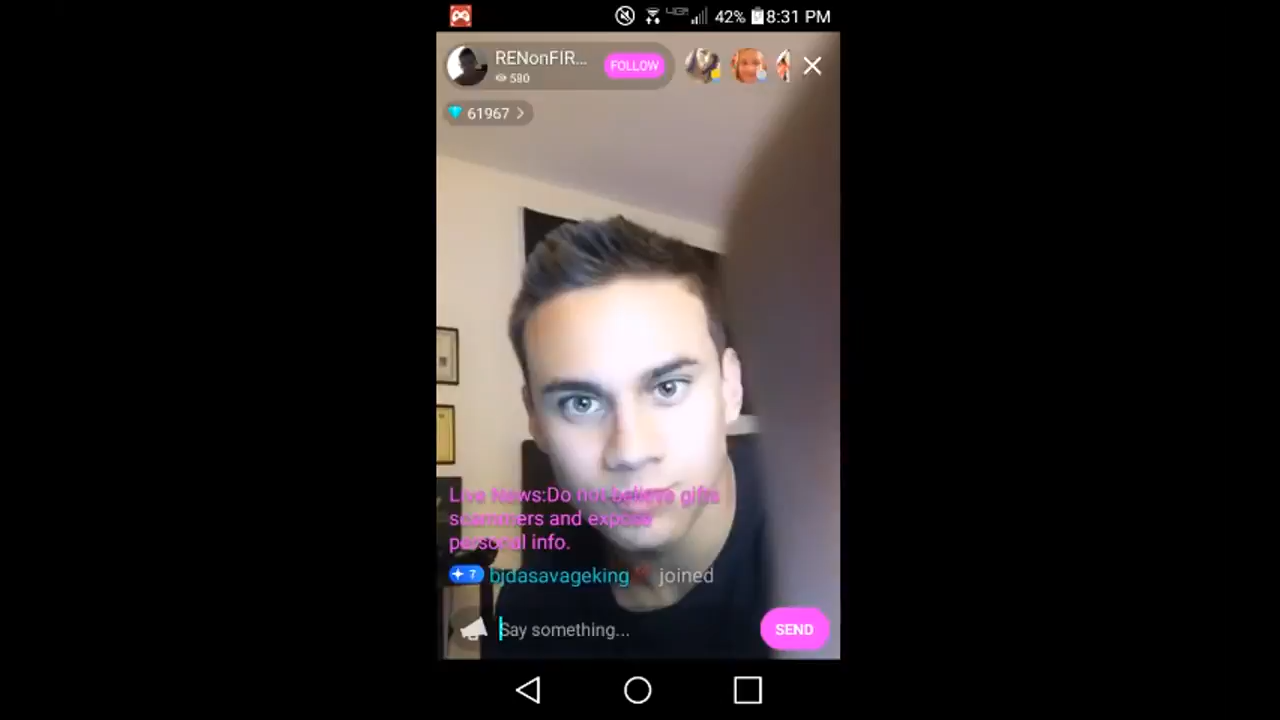 42% 8:31 PM
RENonFIR...
580
FOLLOW
61967
Live News:Do not believe gifts
scammers and expose
personal info.
7 bjdasavageking joined
Say something...
SEND